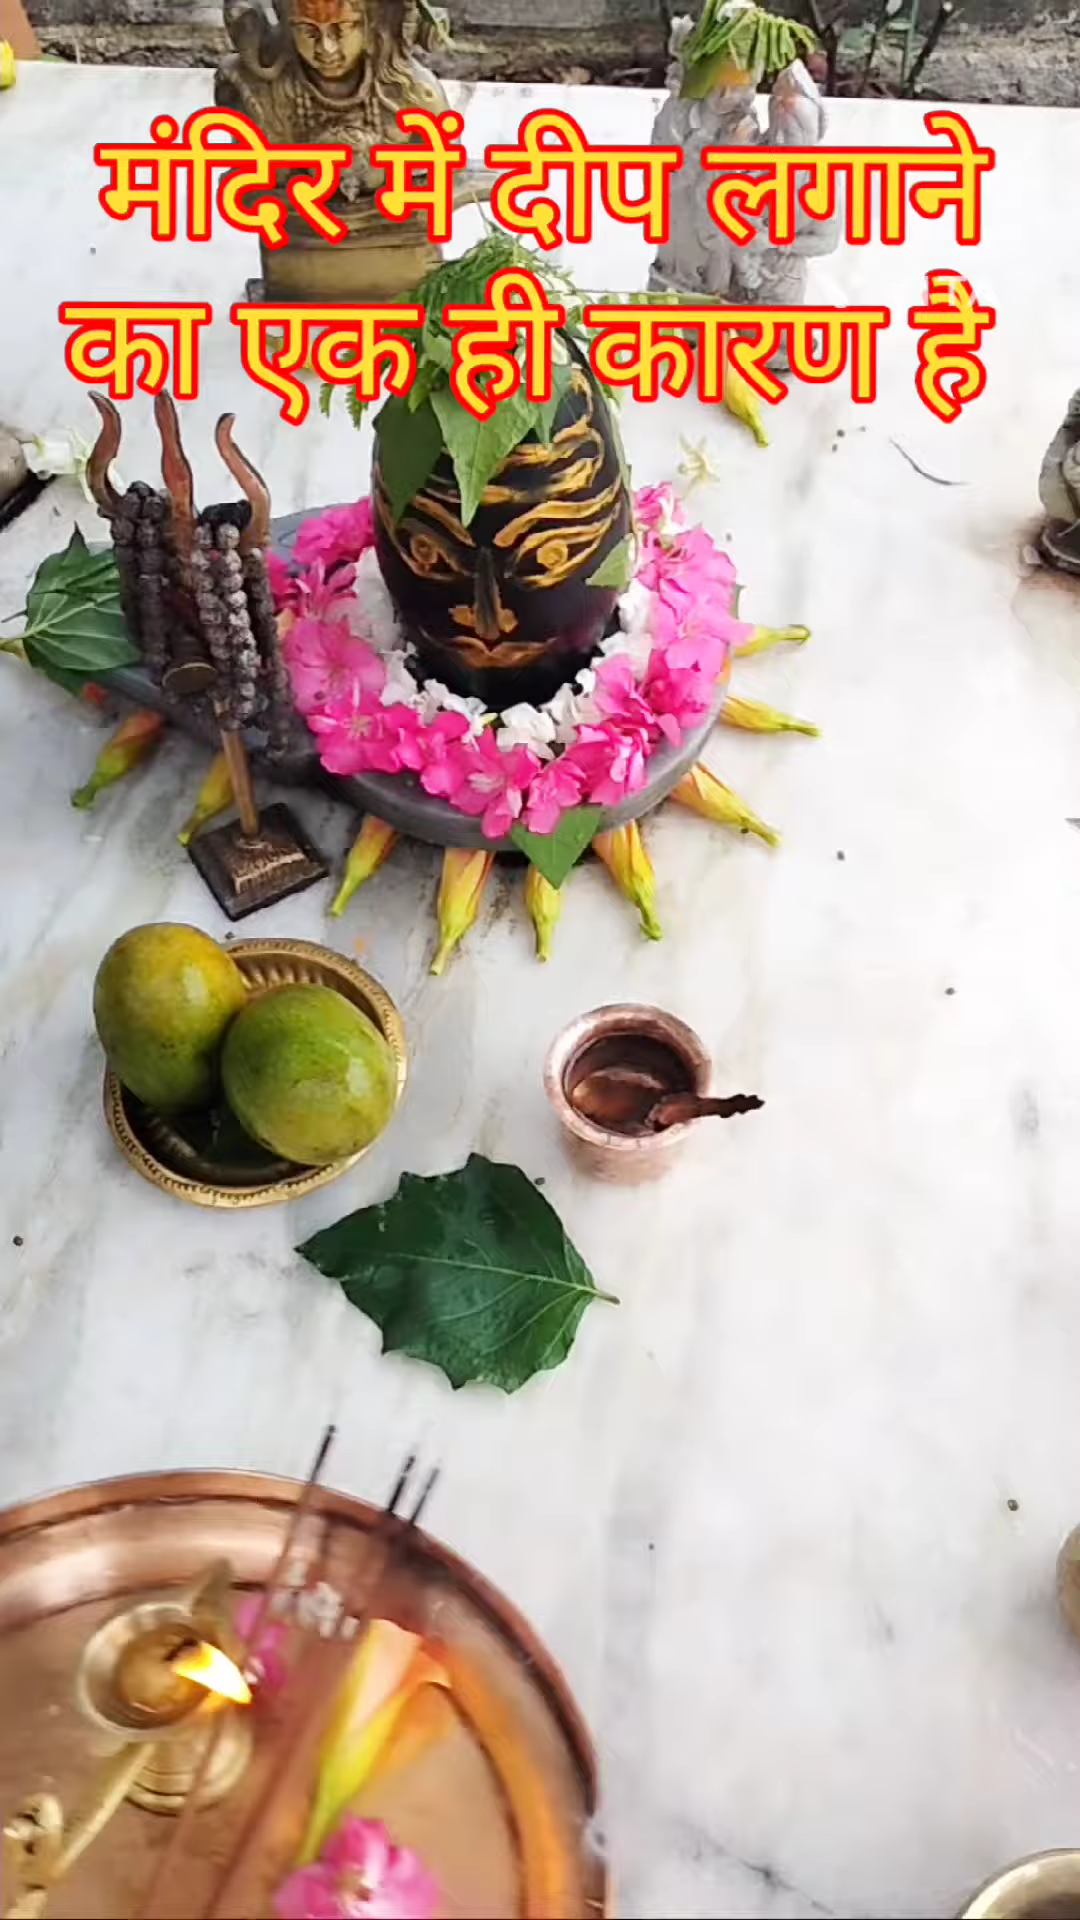 मंदिर में दीप लगाने
का एक ही कारण है